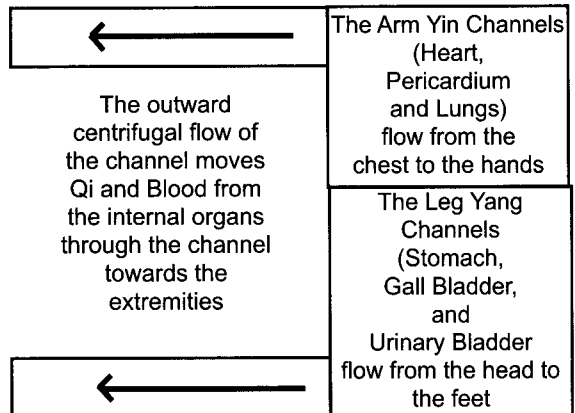 The Arm Yin Channels
(Heart,
Pericardium
and Lungs)
flow from the
chest to the hands
The outward
centrifugal flow of
the channel moves
Qi and Blood from
the internal organs
through the channel
towards the
extremities
The Leg Yang
Channels
(Stomach,
Gall Bladder,
and
Urinary Bladder
flow from the head to
the feet